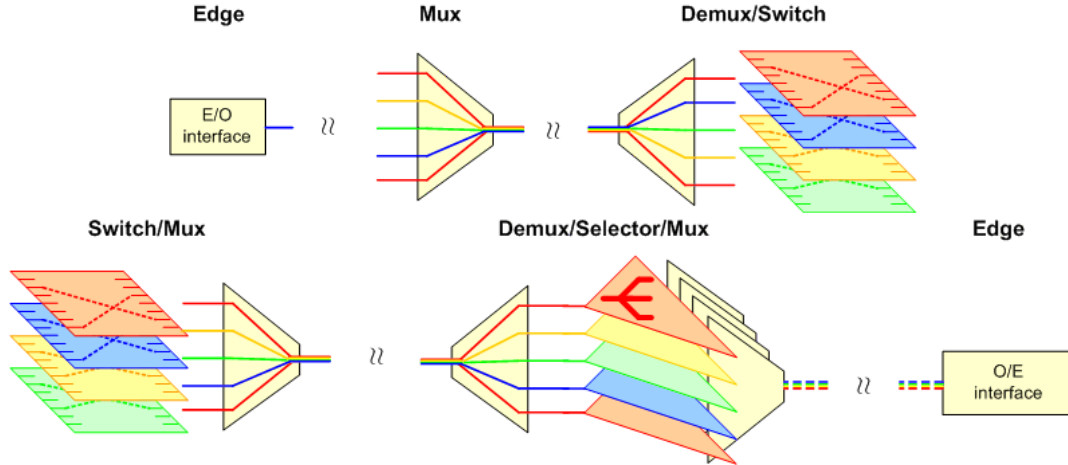 Edge
Mux
Demux/Switch
E/O
interface
Switch/Mux
Demux/Selector/Mux
Edge
O/E
interface